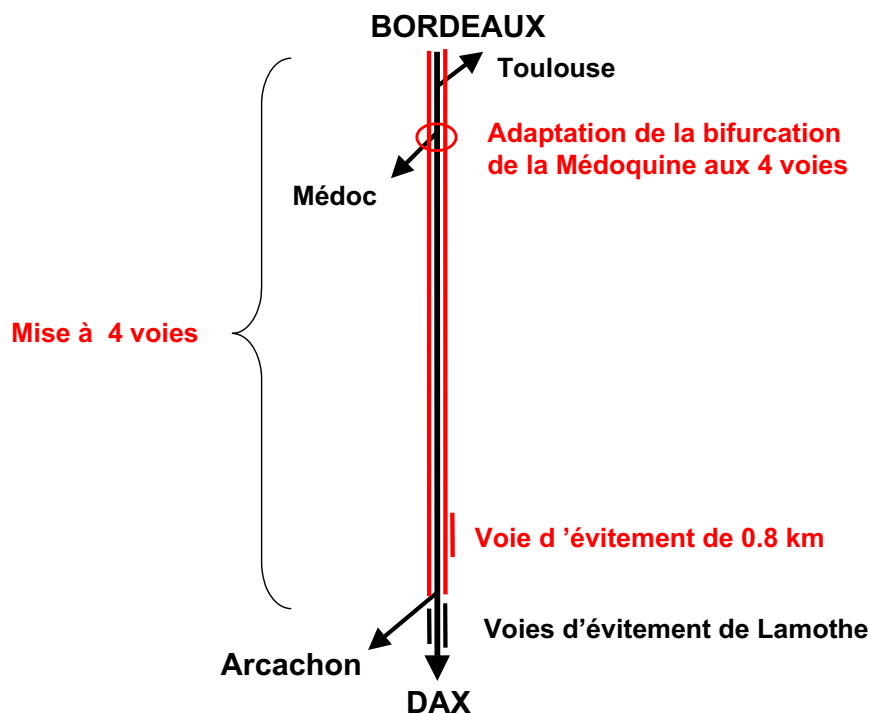 BORDEAUX
Toulouse
Adaptation de la bifurcation
de la Médoquine aux 4 voies
Médoc
Mise à 4 voies
Voie d ’évitement de 0.8 km
Voies d’évitement de Lamothe
Arcachon
DAX